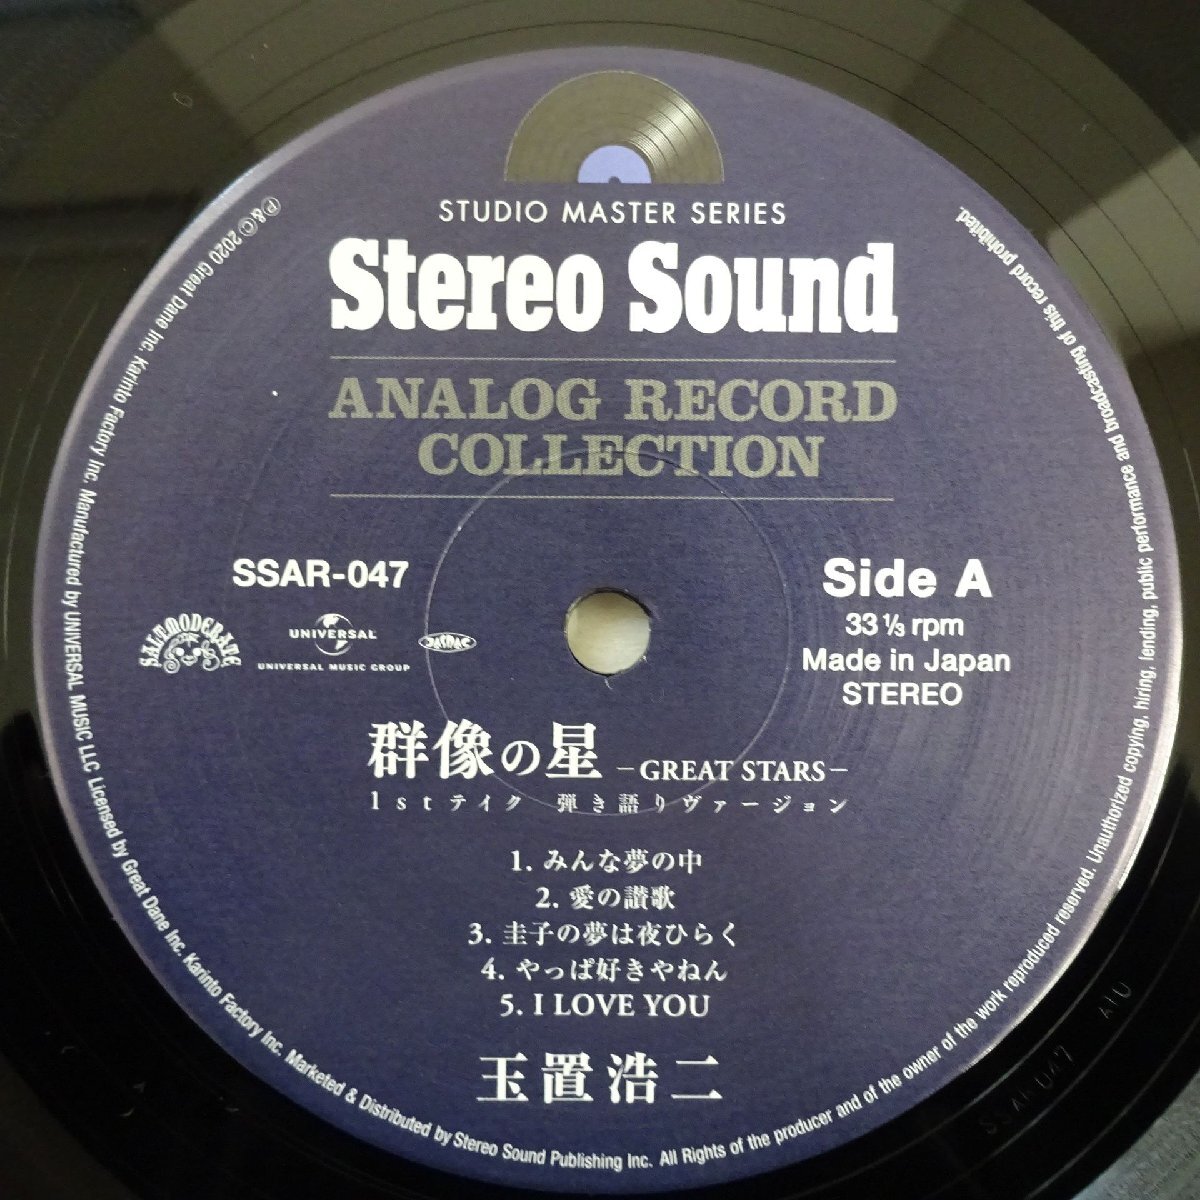 STUDIO MASTER SERIES
Stereo Sound
ANALOG RECORD
COLLECTION
SSAR-047
SALTMODERATE
UNIVERSAL
UNIVERSAL MUSIC GROUP
JASRAC
Side A
33 ⅓ rpm
Made in Japan
STEREO
群像の星 －GREAT STARS－
1stテイク 弾き語りヴァージョン
1. みんな夢の中
2. 愛の讃歌
3. 圭子の夢は夜ひらく
4. やっぱ好きやねん
5. I LOVE YOU
玉置浩二
℗&©2020 Great Dane Inc. Karinto Factory Inc. Manufactured by UNIVERSAL MUSIC LLC Licensed by Great Dane Inc. Karinto Factory Inc. Marketed & Distributed by Stereo Sound Publishing Inc. All Rights of the producer and of the owner of the work reproduced reserved. Unauthorized copying, hiring, lending, public performance and broadcasting of this record prohibited.